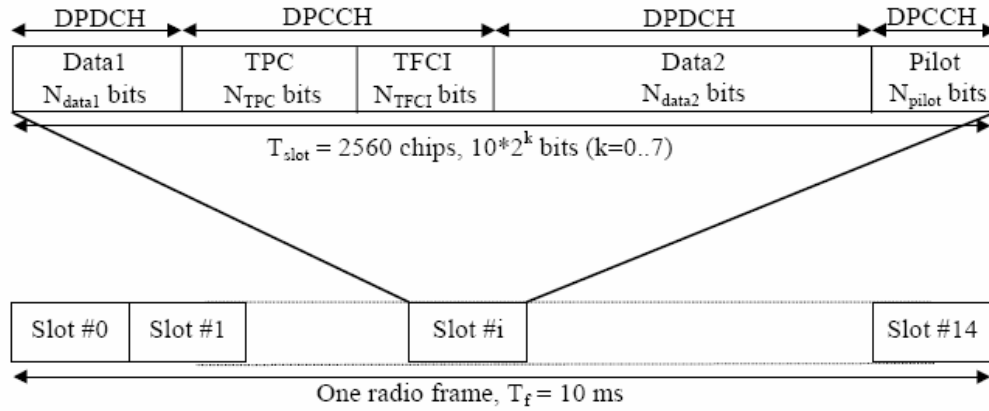 DPDCH DPCCH DPDCH DPCCH
Data1 TPC TFCI Data2 Pilot
N_data1 bits N_TPC bits N_TFCI bits N_data2 bits N_pilot bits
T_slot = 2560 chips, 10*2^k bits (k=0..7)
Slot #0 Slot #1 Slot #i Slot #14
One radio frame, T_f = 10 ms